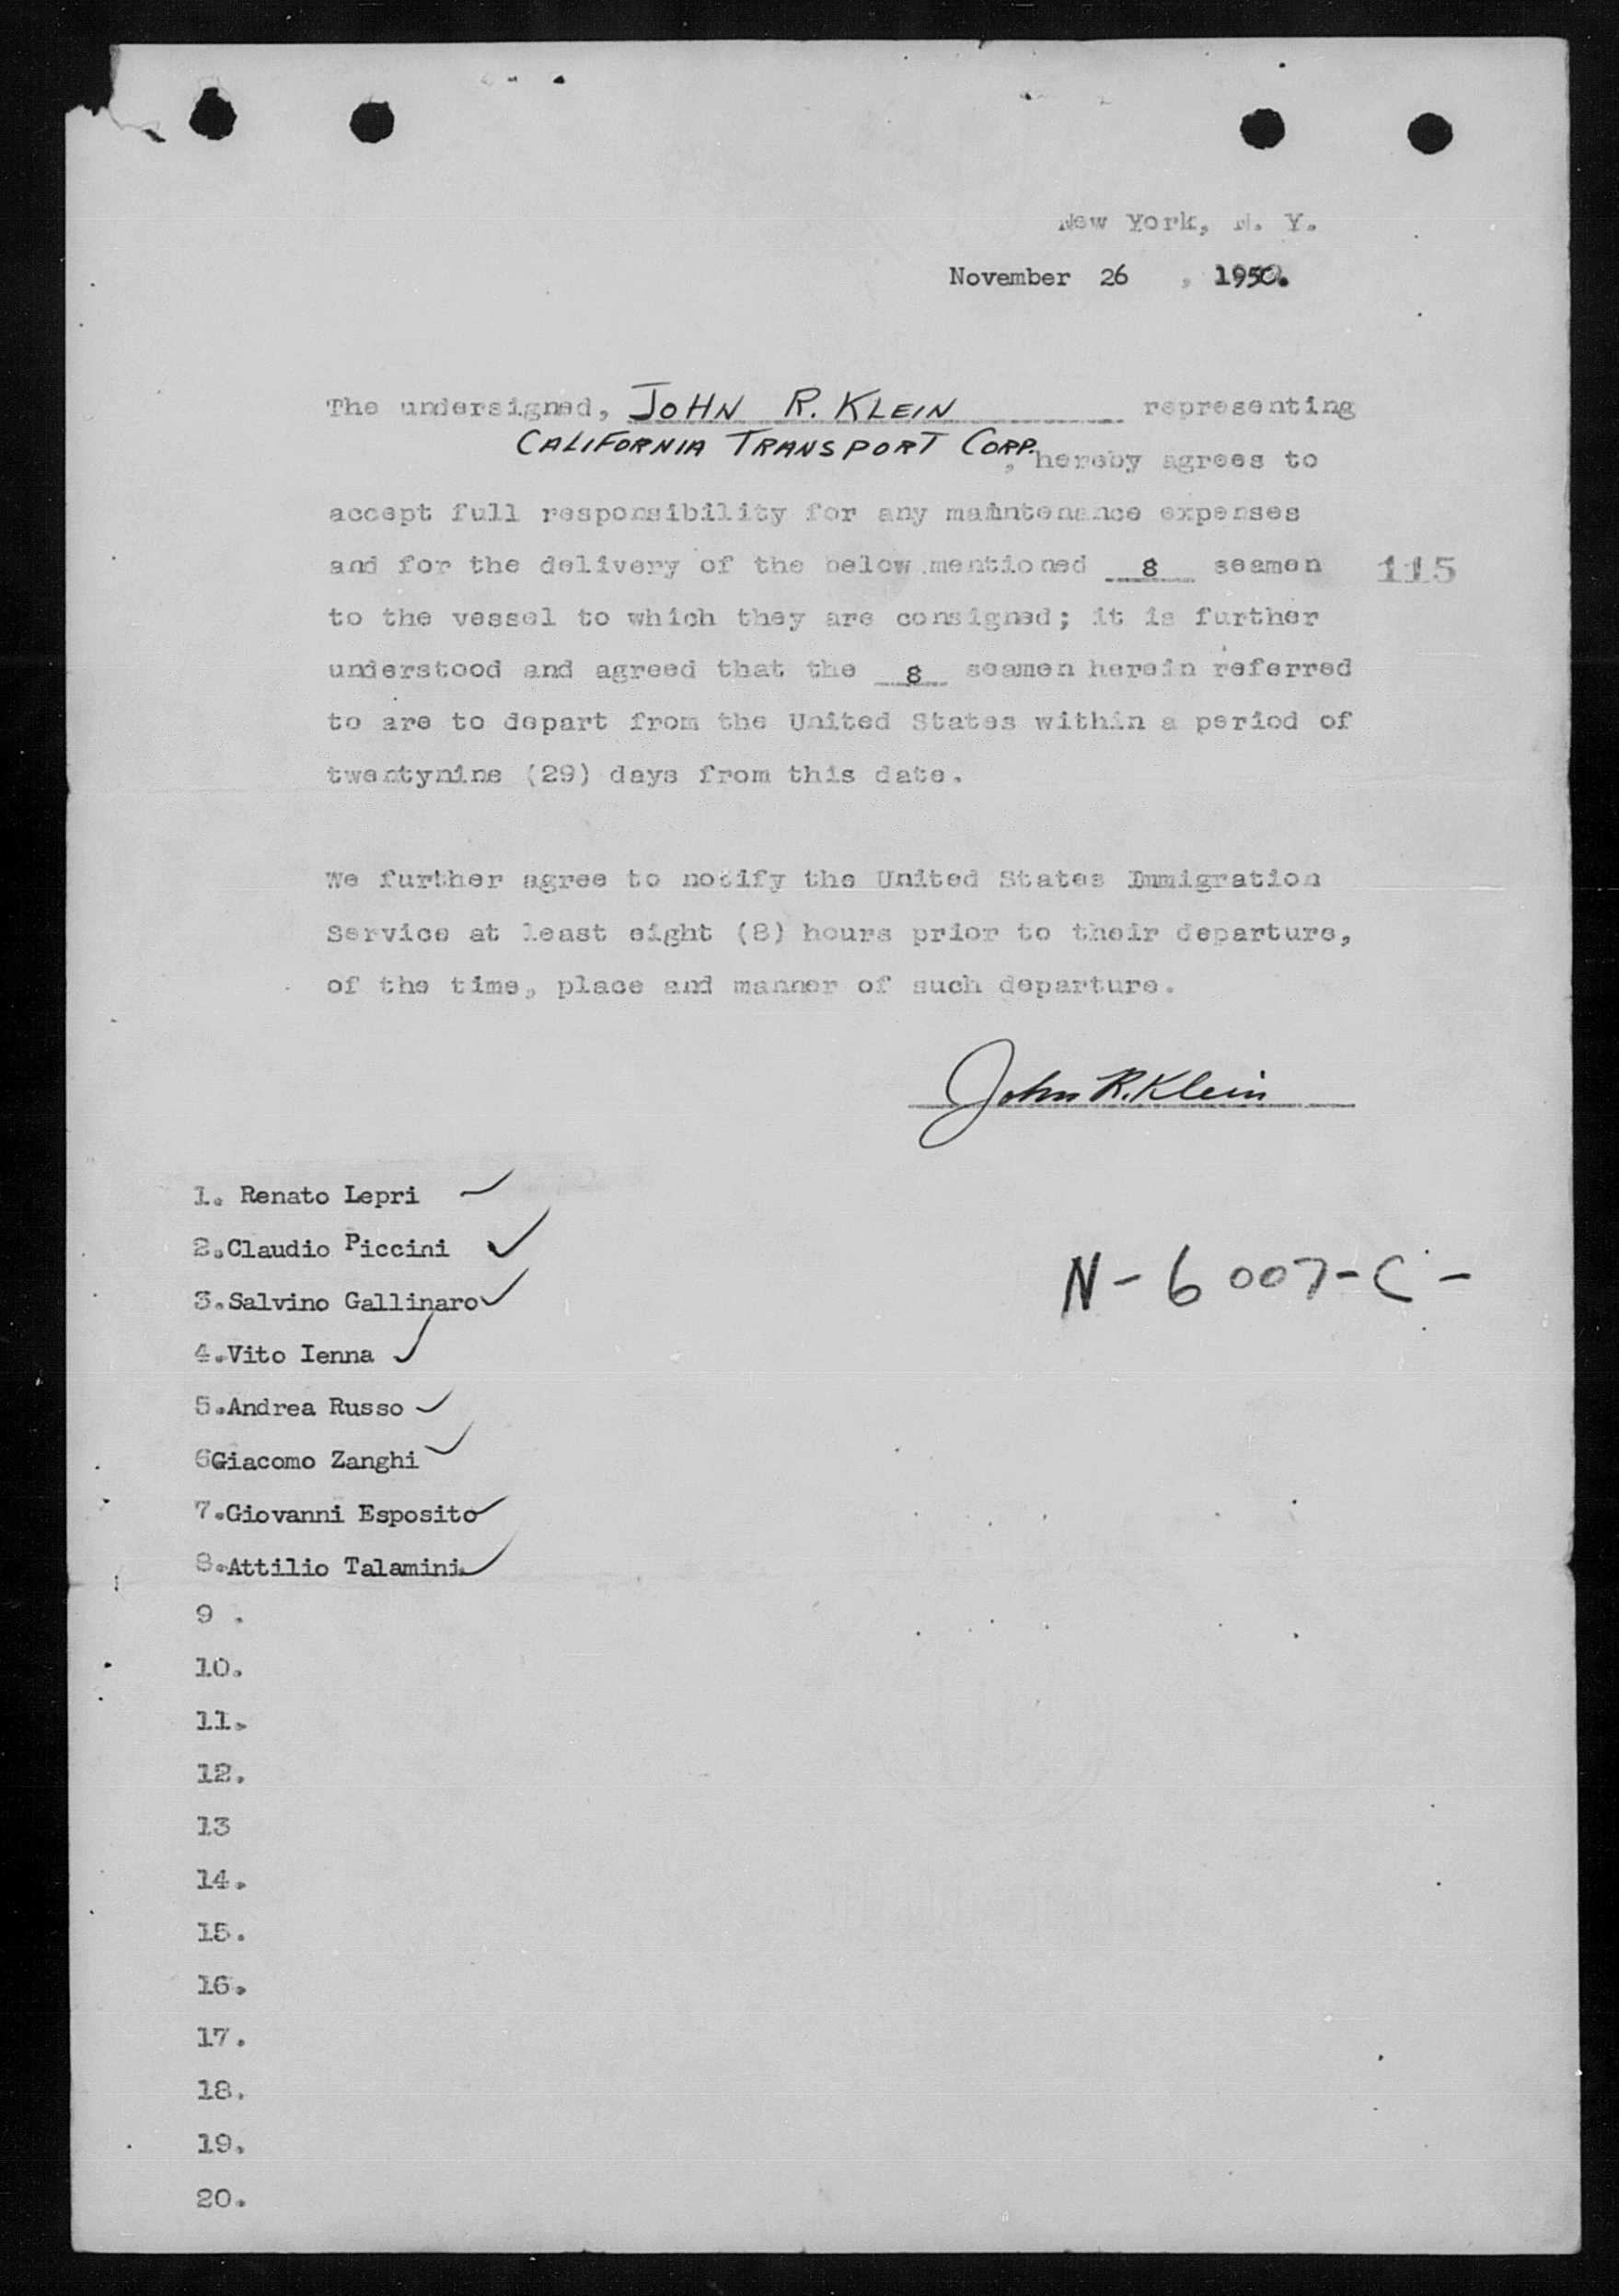 New York, N. Y.
November 26 , 1950.
The undersigned, JOHN R. KLEIN representing
CALIFORNIA TRANSPORT CORP. , hereby agrees to
accept full responsibility for any maintenance expenses
and for the delivery of the below mentioned 8 seamen 115
to the vessel to which they are consigned; it is further
understood and agreed that the 8 seamen herein referred
to are to depart from the United States within a period of
twentynine (29) days from this date.
We further agree to notify the United States Immigration
Service at least eight (8) hours prior to their departure,
of the time, place and manner of such departure.
John R. Klein
1. Renato Lepri
2.Claudio Piccini
N-6007-C-
3.Salvino Gallinaro
4.Vito Ienna
5.Andrea Russo
6Giacomo Zanghi
7.Giovanni Esposito
8.Attilio Talamini.
9 .
10.
11.
12.
13
14.
15.
16.
17.
18.
19.
20.